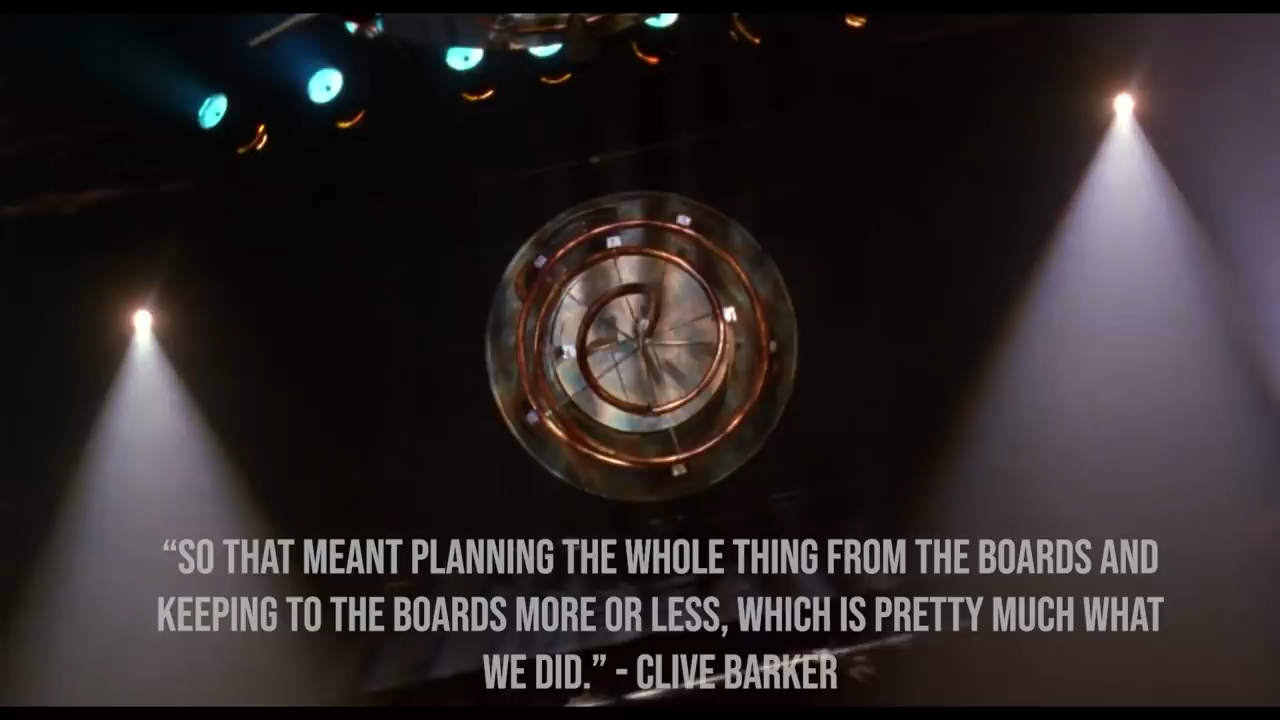 “SO THAT MEANT PLANNING THE WHOLE THING FROM THE BOARDS AND
KEEPING TO THE BOARDS MORE OR LESS, WHICH IS PRETTY MUCH WHAT
WE DID.” - CLIVE BARKER